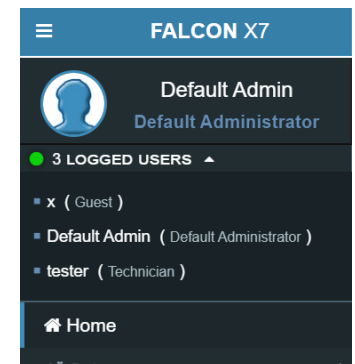 FALCON X7
Default Admin
Default Administrator
3 LOGGED USERS
x ( Guest )
Default Admin ( Default Administrator )
tester ( Technician )
Home